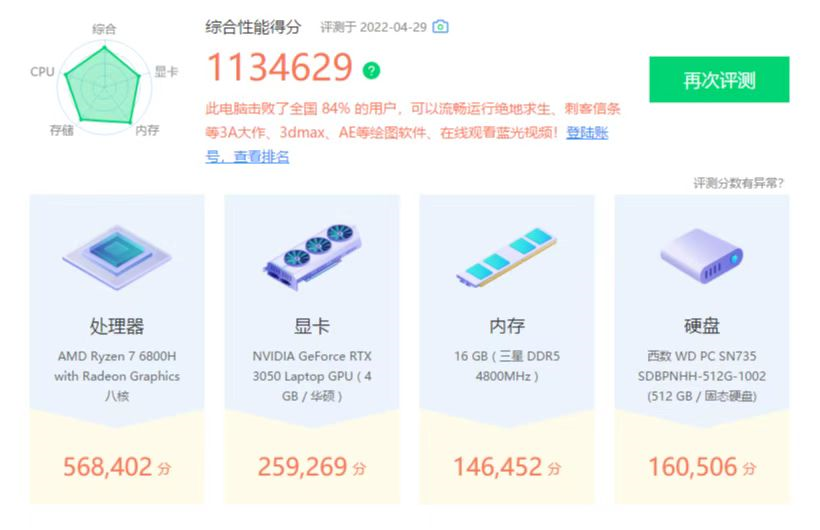 综合
CPU
显卡
存储
内存
综合性能得分 评测于 2022-04-29
1134629 ?
此电脑击败了全国 84% 的用户，可以流畅运行绝地求生、刺客信条
等3A大作、3dmax、AE等绘图软件、在线观看蓝光视频！登陆账
号，查看排名
再次评测
评测分数有异常?
处理器
AMD Ryzen 7 6800H
with Radeon Graphics
八核
568,402 分
显卡
NVIDIA GeForce RTX
3050 Laptop GPU ( 4
GB / 华硕 )
259,269 分
内存
16 GB ( 三星 DDR5
4800MHz )
146,452 分
硬盘
西数 WD PC SN735
SDBPNHH-512G-1002
(512 GB / 固态硬盘)
160,506 分